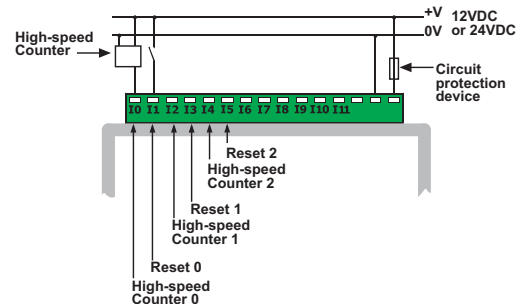 +V 12VDC
0V or 24VDC
High-speed
Counter
Circuit
protection
device
I0 I1 I2 I3 I4 I5 I6 I7 I8 I9 I10 I11
Reset 2
High-speed
Counter 2
Reset 1
High-speed
Counter 1
Reset 0
High-speed
Counter 0